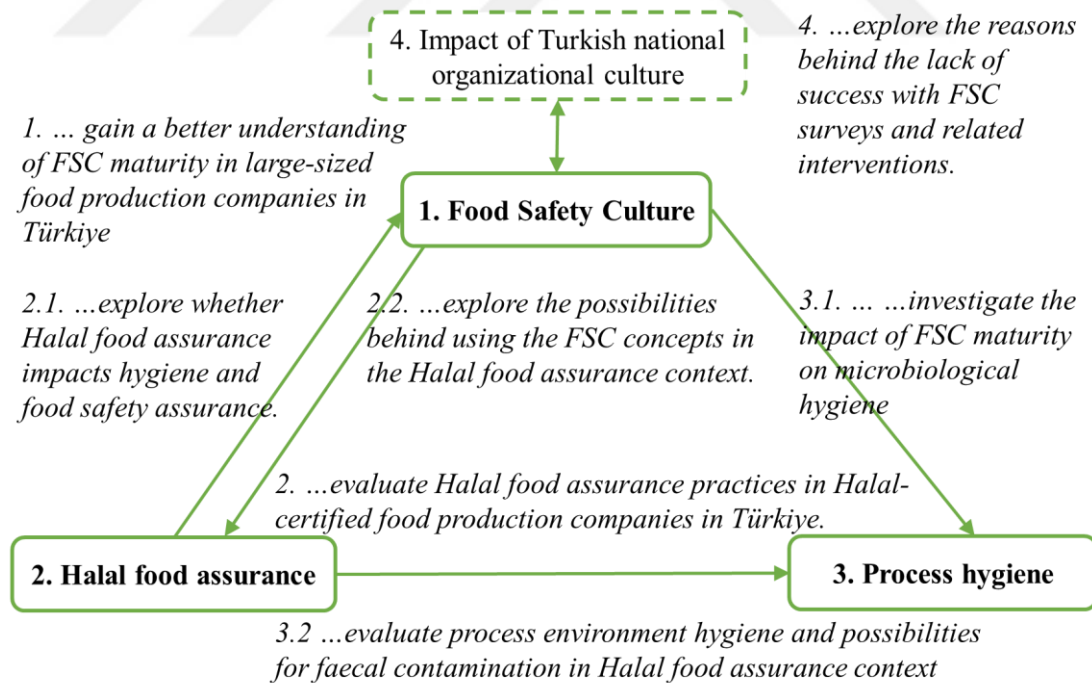 4. Impact of Turkish national
organizational culture
4. …explore the reasons
behind the lack of
success with FSC
surveys and related
interventions.
1. … gain a better understanding
of FSC maturity in large-sized
food production companies in
Türkiye
1. Food Safety Culture
2.1. …explore whether
Halal food assurance
impacts hygiene and
food safety assurance.
2.2. …explore the possibilities
behind using the FSC concepts in
the Halal food assurance context.
3.1. … …investigate the
impact of FSC maturity
on microbiological
hygiene
2. …evaluate Halal food assurance practices in Halal-
certified food production companies in Türkiye.
2. Halal food assurance
3. Process hygiene
3.2 …evaluate process environment hygiene and possibilities
for faecal contamination in Halal food assurance context